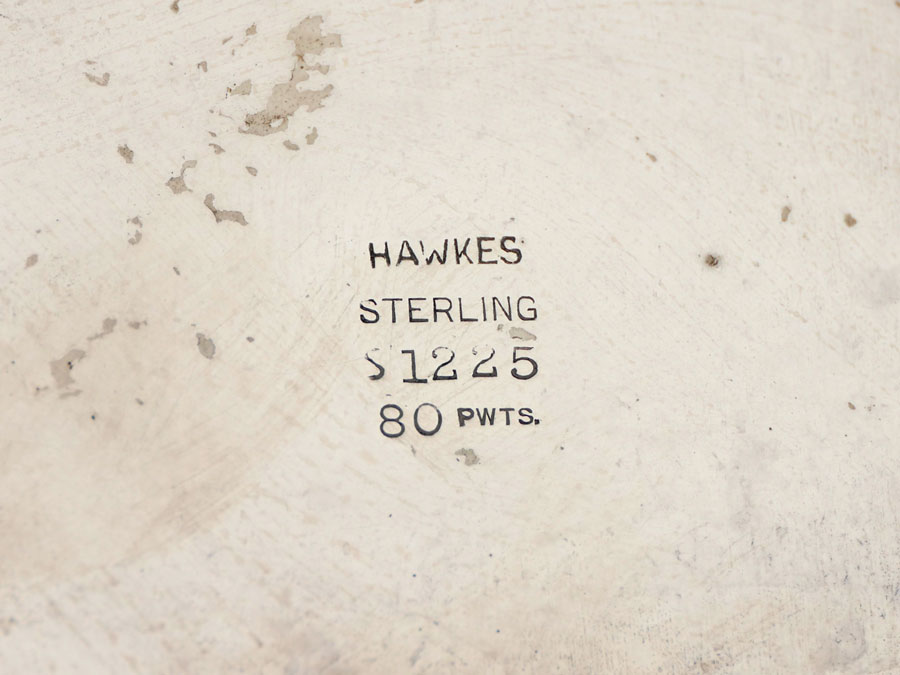 HAWKES
STERLING
S1225
80 PWTS.